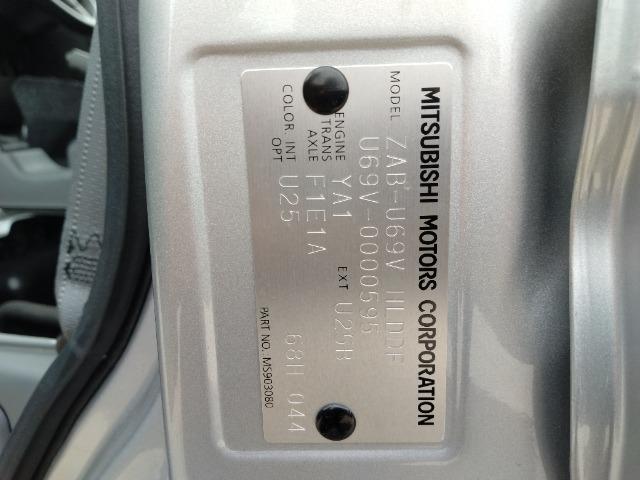 MITSUBISHI MOTORS CORPORATION
MODEL ZAB-U69V HLDDF
U69V-0000595
ENGINE YA1 EXT U25B
TRANS AXLE F1E1A
COLOR. INT OPT U25 68H 044
PART NO. MS903080